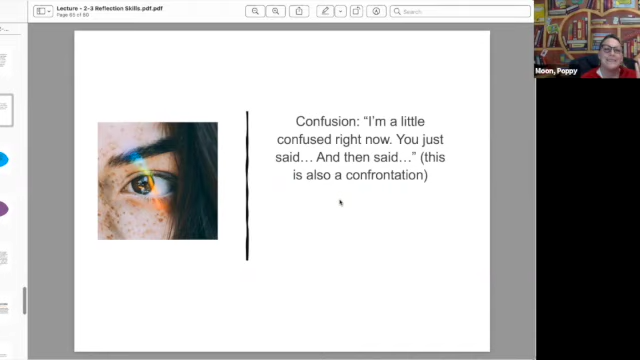 Lecture - 2-3 Reflection Skills.pdf.pdf
Page 65 of 80
Search
Moon, Poppy
Confusion: “I’m a little
confused right now. You just
said… And then said…” (this
is also a confrontation)